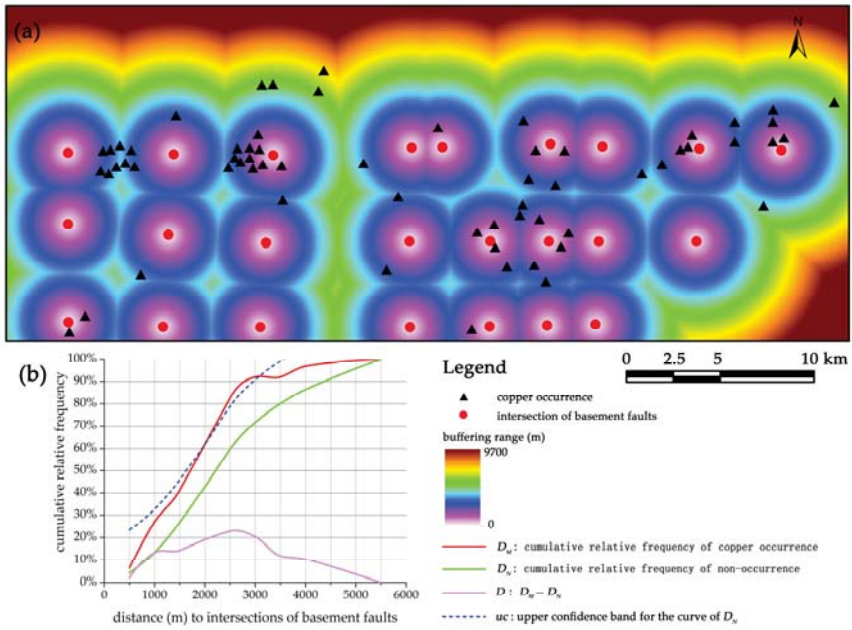 (a)
N
(b)
cumulative relative frequency
100%
90%
80%
70%
60%
50%
40%
30%
20%
10%
0%
0 1000 2000 3000 4000 5000 6000
distance (m) to intersections of basement faults
Legend
0 2.5 5 10 km
copper occurrence
intersection of basement faults
buffering range (m)
9700
0
D_M: cumulative relative frequency of copper occurrence
D_N: cumulative relative frequency of non-occurrence
D: D_M − D_N
uc: upper confidence band for the curve of D_N